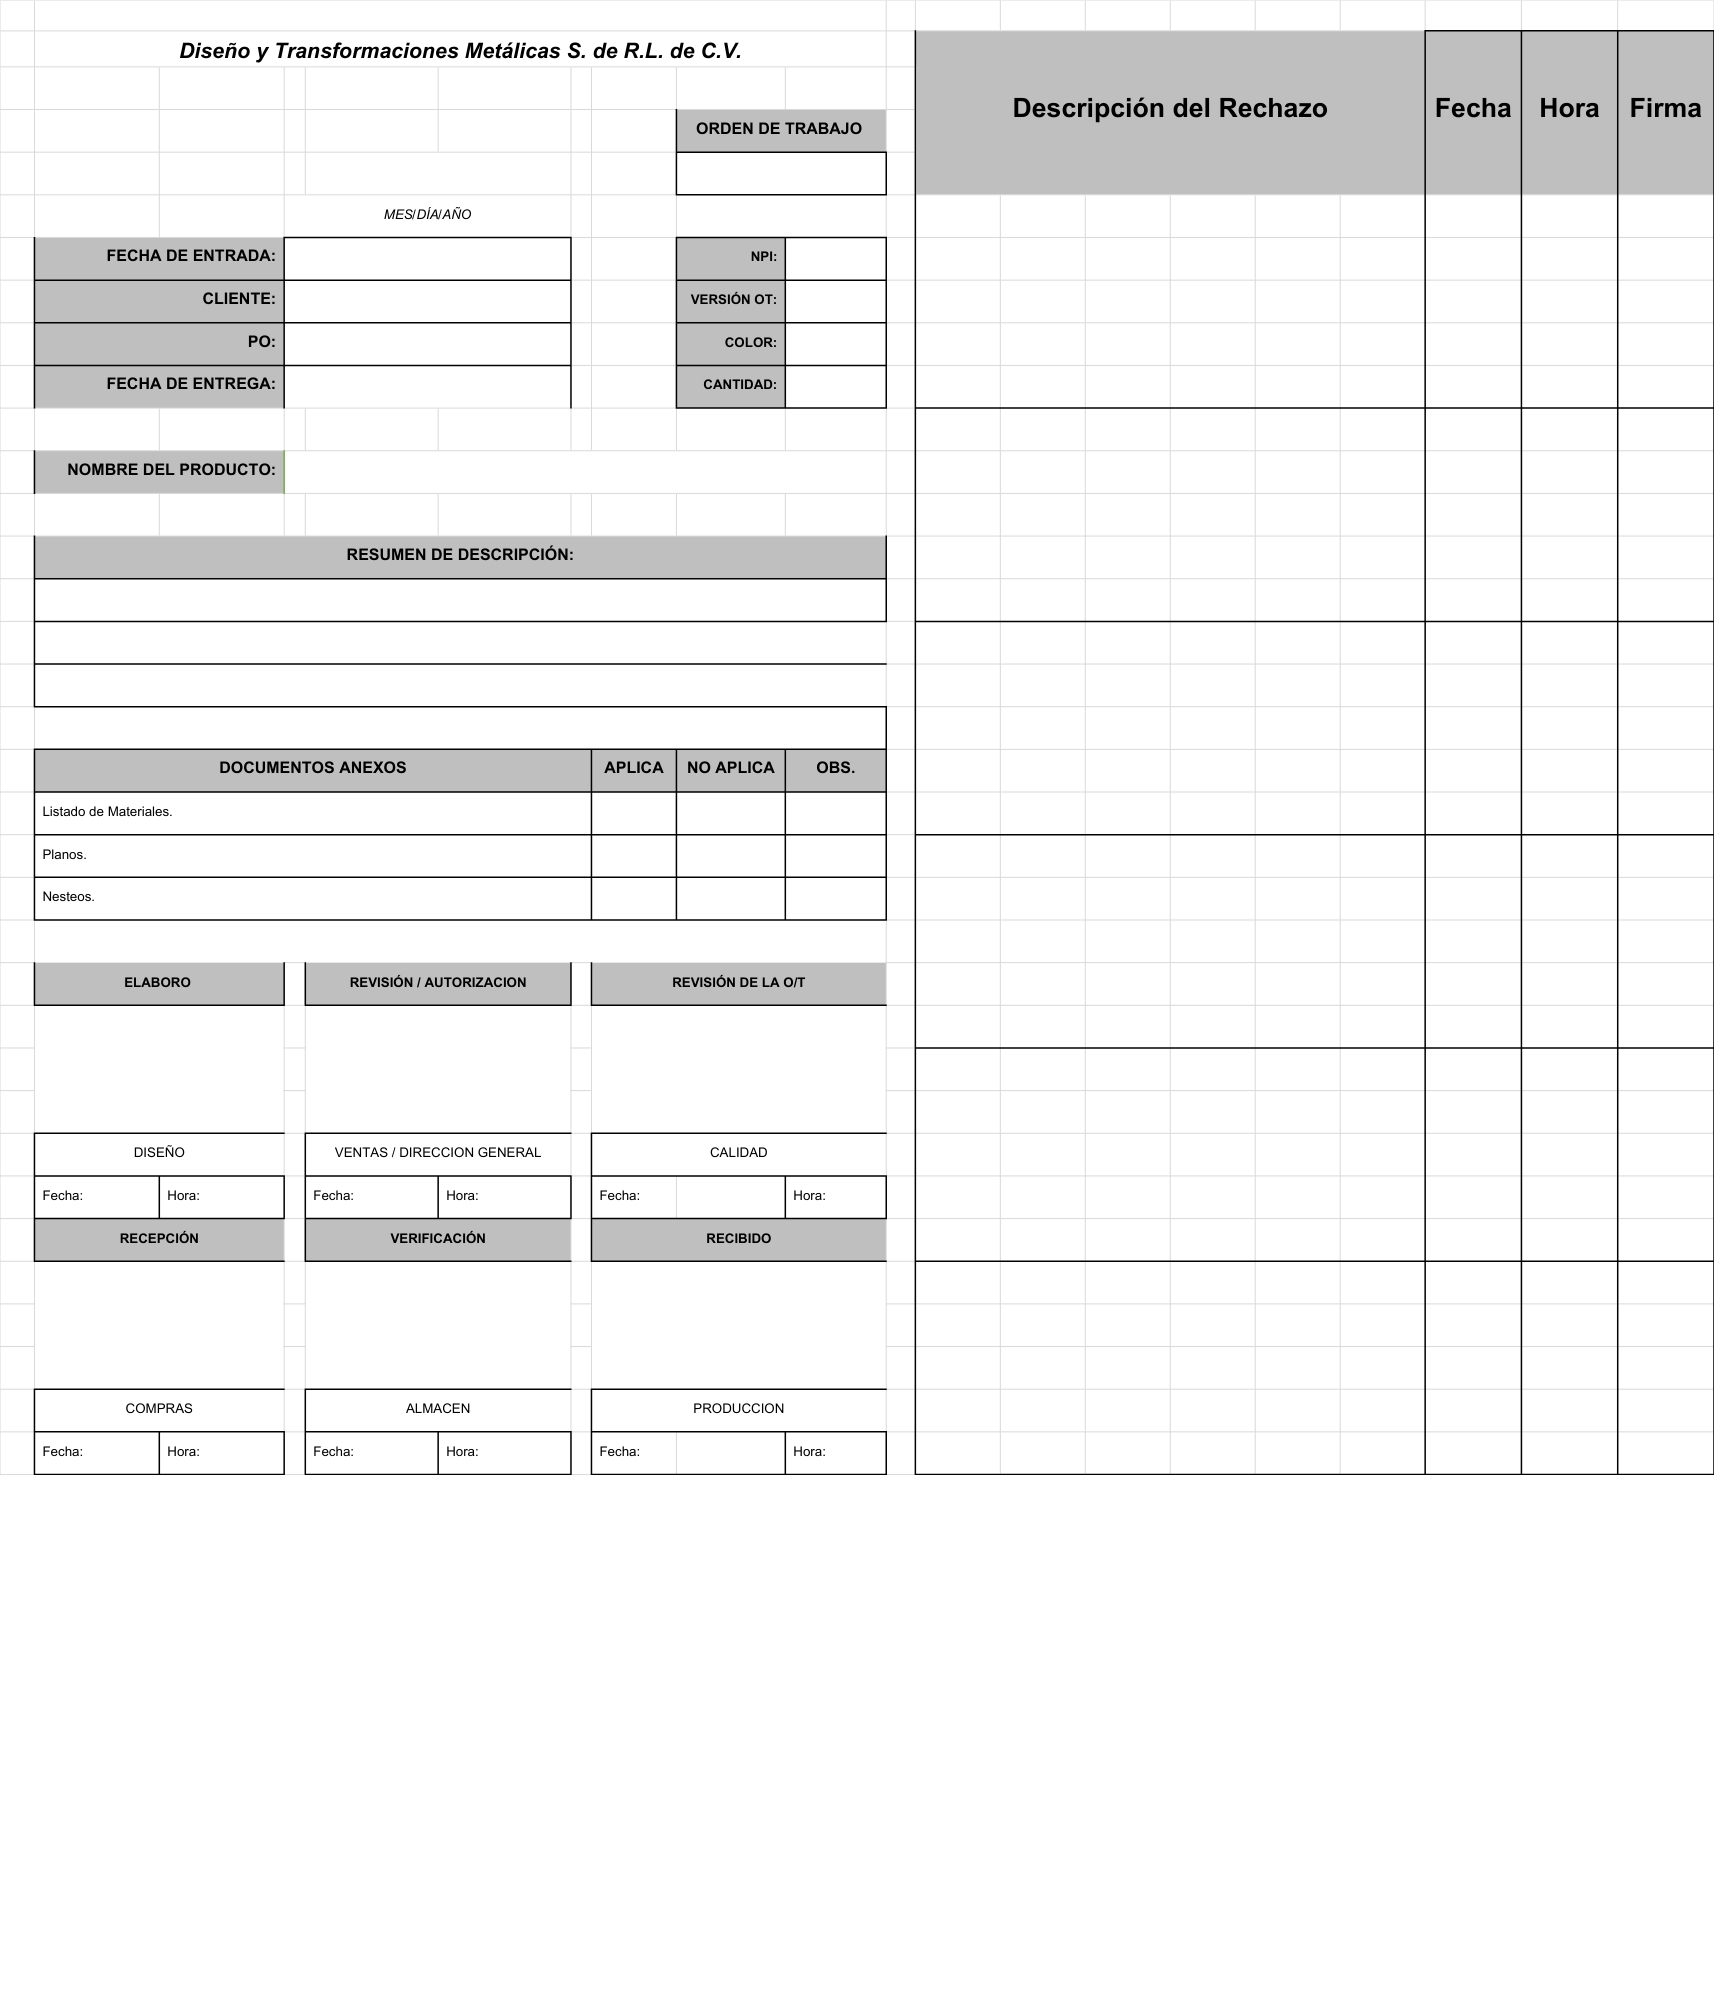 Diseño y Transformaciones Metálicas S. de R.L. de C.V.
ORDEN DE TRABAJO
MES/DÍA/AÑO
FECHA DE ENTRADA:
NPI:
CLIENTE:
VERSIÓN OT:
PO:
COLOR:
FECHA DE ENTREGA:
CANTIDAD:
NOMBRE DEL PRODUCTO:
RESUMEN DE DESCRIPCIÓN:
DOCUMENTOS ANEXOS APLICA NO APLICA OBS.
Listado de Materiales.
Planos.
Nesteos.
ELABORO REVISIÓN / AUTORIZACION REVISIÓN DE LA O/T
DISEÑO VENTAS / DIRECCION GENERAL CALIDAD
Fecha: Hora: Fecha: Hora: Fecha: Hora:
RECEPCIÓN VERIFICACIÓN RECIBIDO
COMPRAS ALMACEN PRODUCCION
Fecha: Hora: Fecha: Hora: Fecha: Hora:
Descripción del Rechazo Fecha Hora Firma